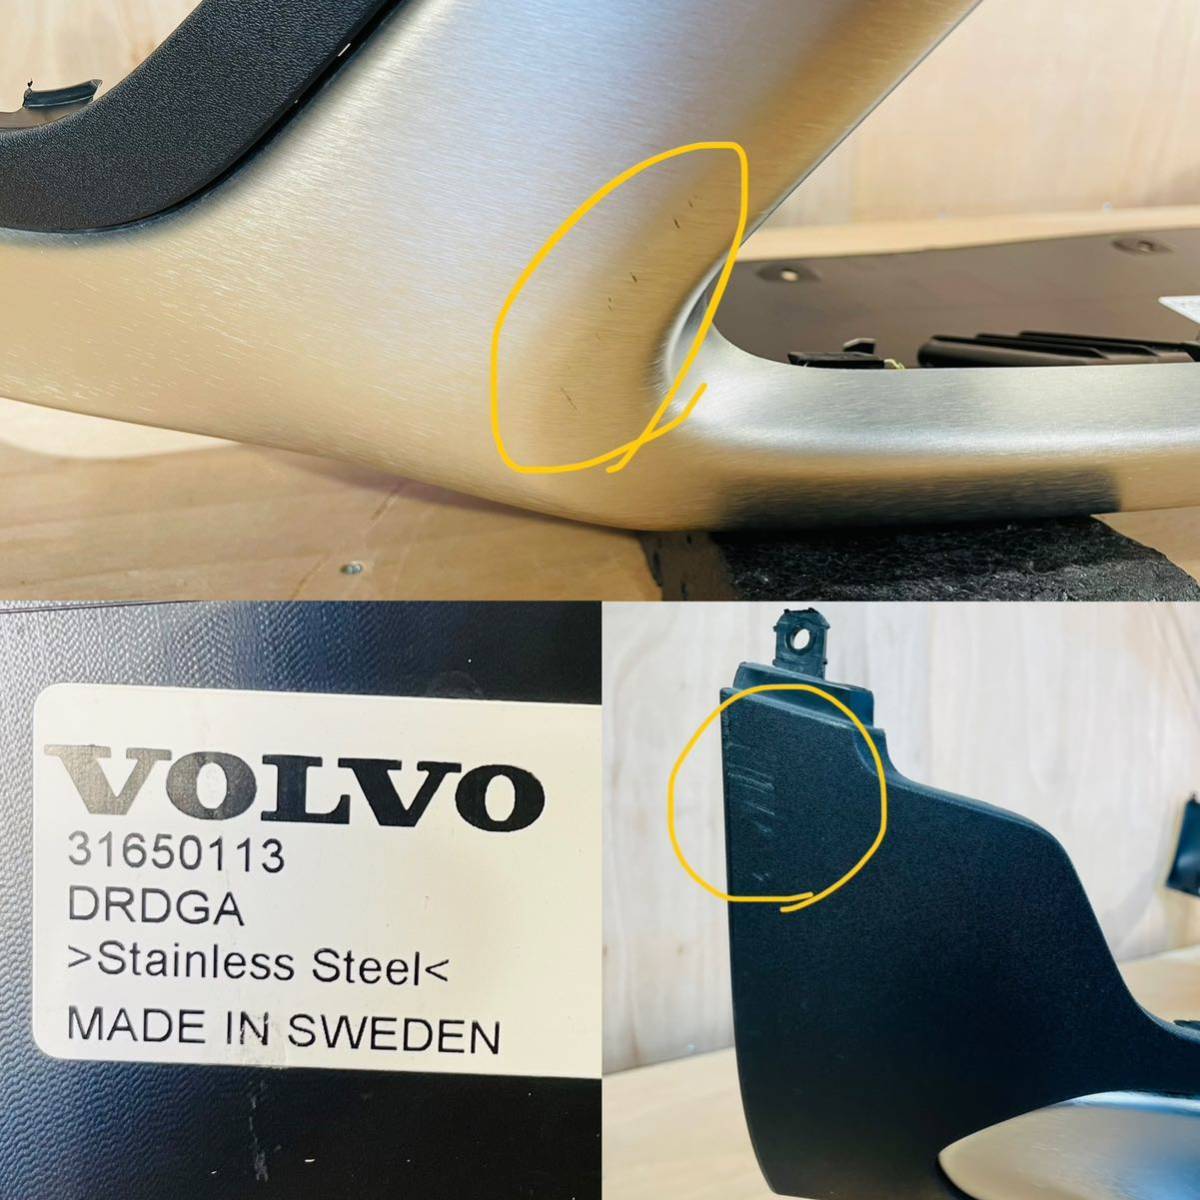 VOLVO
31650113
DRDGA
>Stainless Steel<
MADE IN SWEDEN